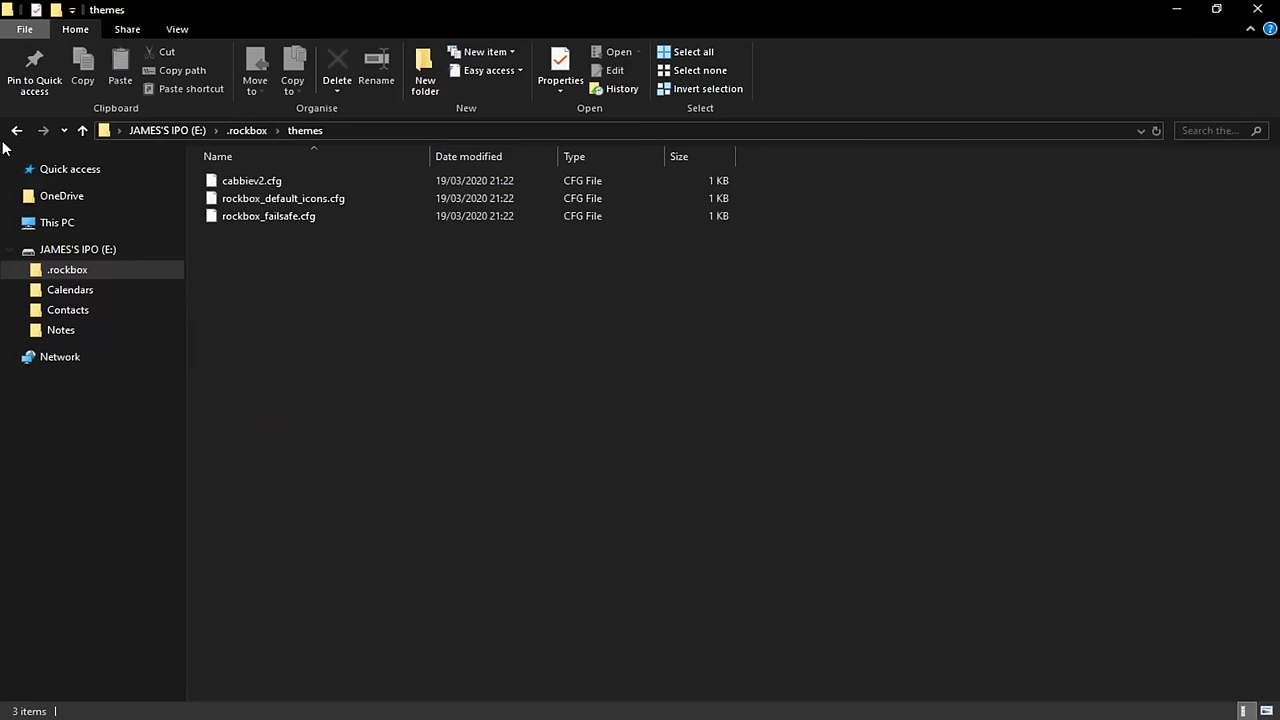 themes
File Home Share View
Pin to Quick access
Copy
Paste
Cut
Copy path
Paste shortcut
Clipboard
Move to
Copy to
Delete
Rename
Organise
New folder
New item
Easy access
New
Properties
Open
Edit
History
Open
Select all
Select none
Invert selection
Select
JAMES'S IPO (E:) › .rockbox › themes
Search the...
Quick access
OneDrive
This PC
JAMES'S IPO (E:)
.rockbox
Calendars
Contacts
Notes
Network
Name Date modified Type Size
cabbiev2.cfg 19/03/2020 21:22 CFG File 1 KB
rockbox_default_icons.cfg 19/03/2020 21:22 CFG File 1 KB
rockbox_failsafe.cfg 19/03/2020 21:22 CFG File 1 KB
3 items